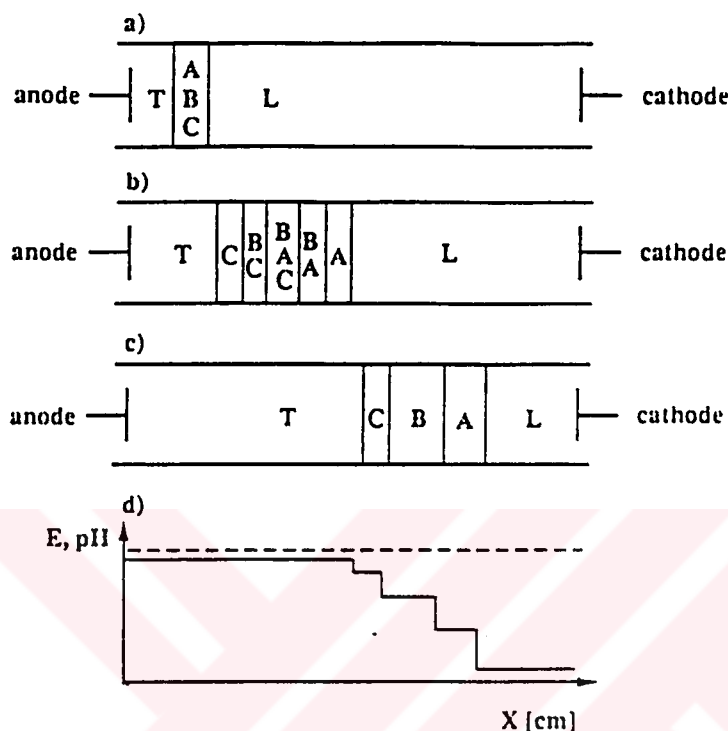 a)
anode T A B C L cathode
b)
anode T C B C B A C B A A L cathode
c)
anode T C B A L cathode
d)
E, pH
X [cm]